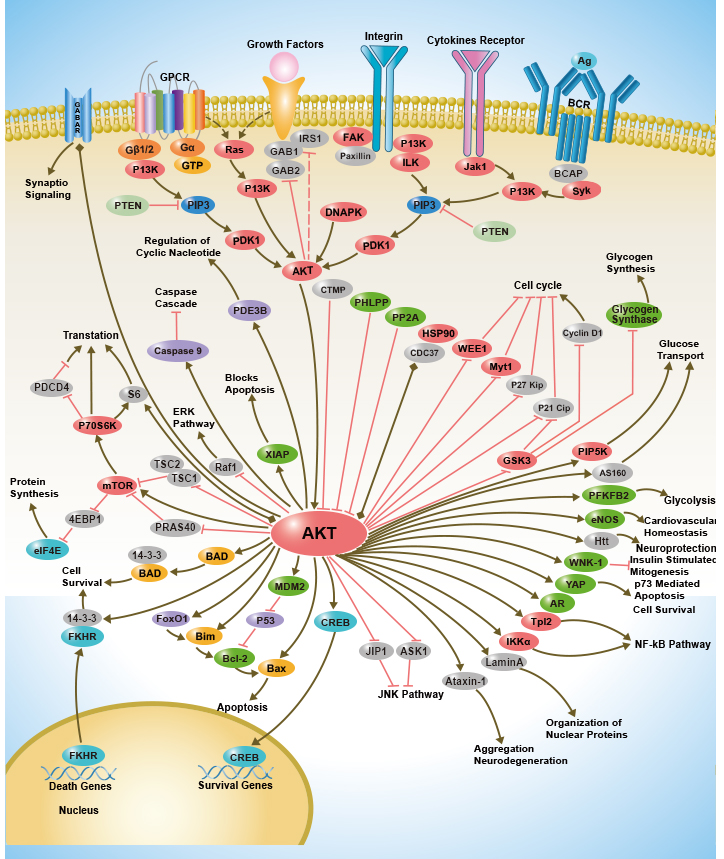 Integrin
Growth Factors
Cytokines Receptor
Ag
GPCR
GABAR
BCR
Gβ1/2
Gα
GTP
P13K
Ras
IRS1
GAB1
GAB2
FAK
Paxillin
P13K
ILK
Jak1
BCAP
Syk
P13K
Synaptic
Signaling
PTEN
PIP3
P13K
DNAPK
PIP3
PTEN
PDK1
PDK1
Regulation of
Cyclic Nucleotide
AKT
CTMP
PHLPP
PP2A
HSP90
CDC37
Cell cycle
Glycogen
Synthesis
Glycogen
Synthase
Cyclin D1
Glucose
Transport
Caspase
Cascade
PDE3B
Caspase 9
WEE1
Myt1
P27 Kip
P21 Cip
GSK3
Transtation
PDCD4
S6
P70S6K
Blocks
Apoptosis
ERK
Pathway
XIAP
Raf1
TSC2
TSC1
mTOR
PRAS40
Protein
Synthesis
4EBP1
eIF4E
AKT
PIP5K
AS160
PFKFB2
Glycolysis
eNOS
Cardiovascular
Homeostasis
Htt
Neuroprotection
WNK-1
Insulin Stimulated
Mitogenesis
YAP
p73 Mediated
Apoptosis
AR
Cell Survival
Tpl2
IKKα
NF-kB Pathway
LaminA
Ataxin-1
Organization of
Nuclear Proteins
Aggregation
Neurodegeneration
14-3-3
BAD
BAD
Cell
Survival
14-3-3
FKHR
MDM2
FoxO1
Bim
P53
Bcl-2
Bax
Apoptosis
CREB
JIP1
ASK1
JNK Pathway
FKHR
Death Genes
CREB
Survival Genes
Nucleus